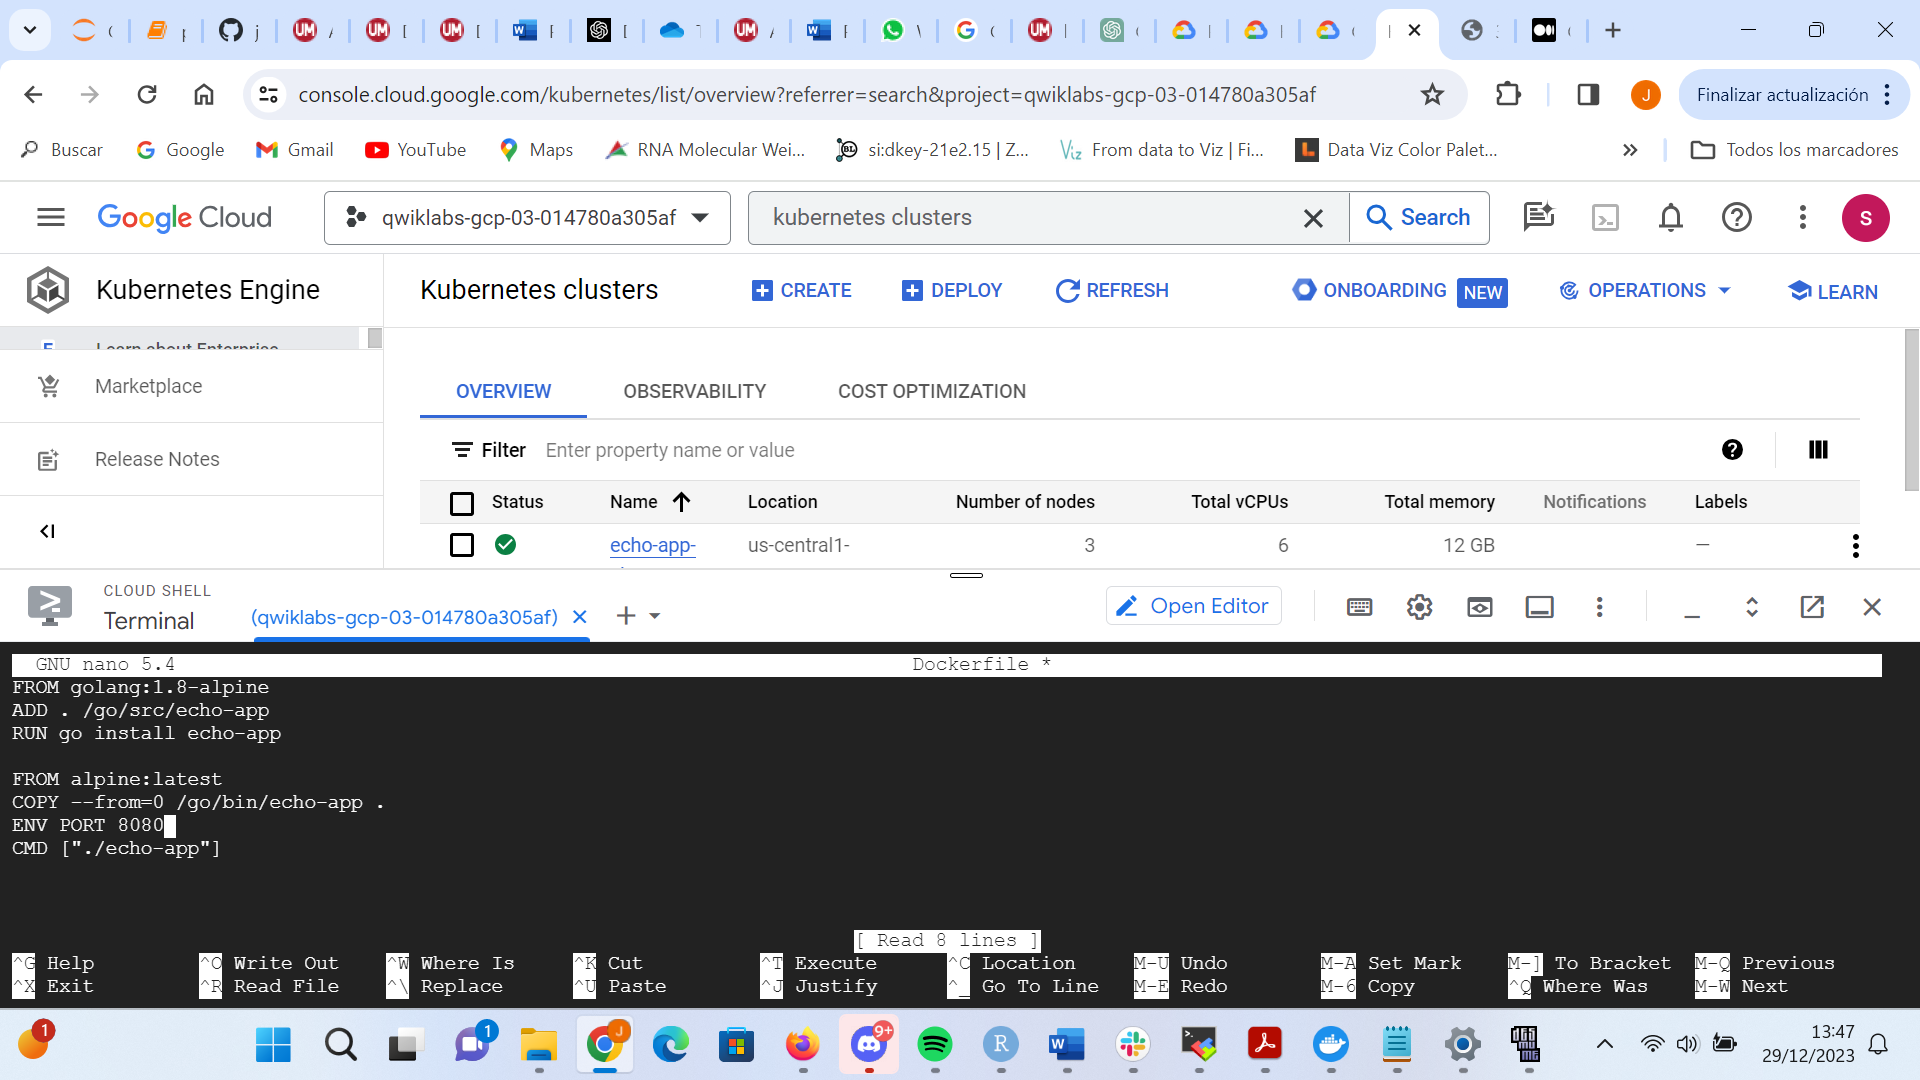 console.cloud.google.com/kubernetes/list/overview?referrer=search&project=qwiklabs-gcp-03-014780a305af
J
Finalizar actualización
Buscar
Google
Gmail
YouTube
Maps
RNA Molecular Wei...
si:dkey-21e2.15 | Z...
From data to Viz | Fi...
Data Viz Color Palet...
Todos los marcadores
Google Cloud
qwiklabs-gcp-03-014780a305af
kubernetes clusters
Search
S
Kubernetes Engine
Kubernetes clusters
CREATE
DEPLOY
REFRESH
ONBOARDING NEW
OPERATIONS
LEARN
Learn about Enterprise
Marketplace
Release Notes
OVERVIEW
OBSERVABILITY
COST OPTIMIZATION
Filter Enter property name or value
Status Name Location Number of nodes Total vCPUs Total memory Notifications Labels
echo-app- us-central1- 3 6 12 GB —
CLOUD SHELL
Terminal
(qwiklabs-gcp-03-014780a305af)
Open Editor
GNU nano 5.4 Dockerfile *
FROM golang:1.8-alpine
ADD . /go/src/echo-app
RUN go install echo-app
FROM alpine:latest
COPY --from=0 /go/bin/echo-app .
ENV PORT 8080
CMD ["./echo-app"]
[ Read 8 lines ]
^G Help ^O Write Out ^W Where Is ^K Cut ^T Execute ^C Location M-U Undo M-A Set Mark M-] To Bracket M-Q Previous
^X Exit ^R Read File ^\ Replace ^U Paste ^J Justify ^_ Go To Line M-E Redo M-6 Copy ^Q Where Was M-W Next
1
1
J
9+
13:47
29/12/2023